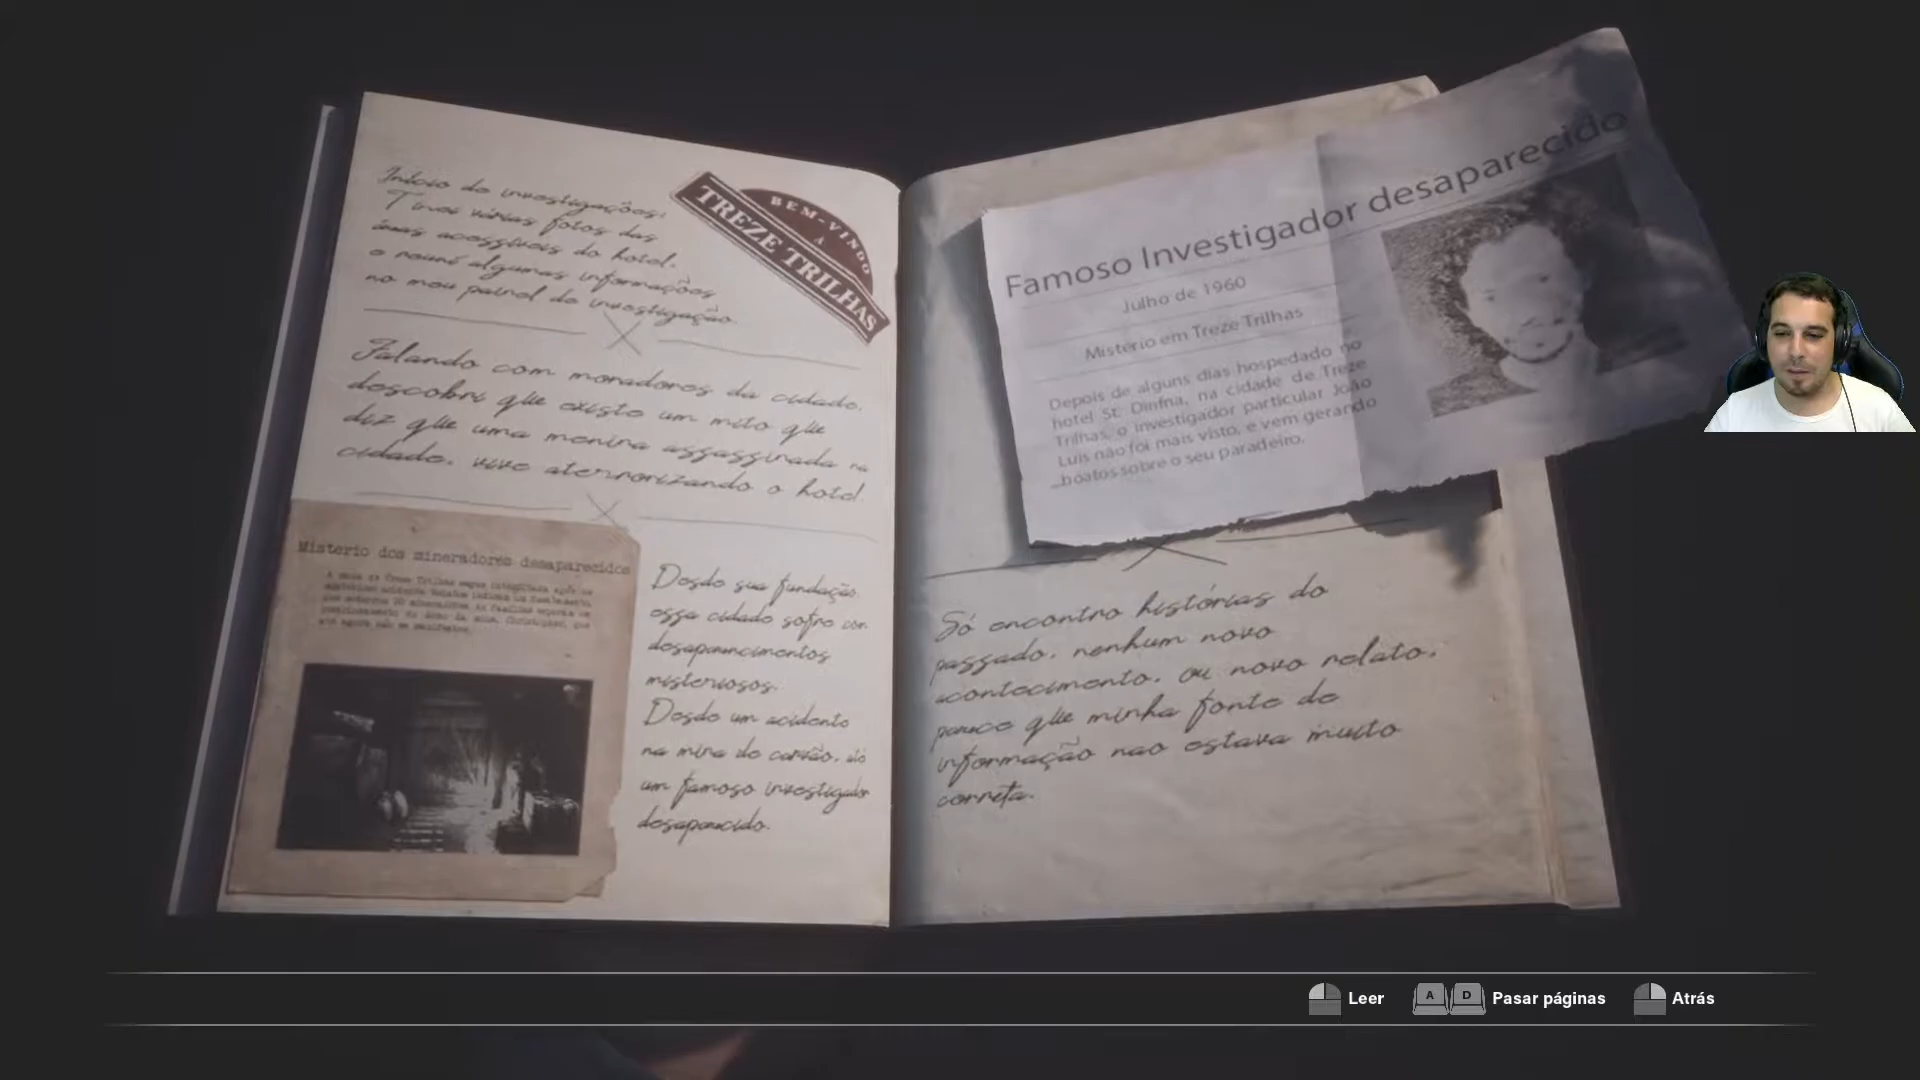 Início de investigações:
Tirei várias fotos das
áreas acessíveis do hotel.
e reuni algumas informações
no meu painel de investigação.
BEM-VINDO
A
TREZE TRILHAS
Falando com moradores da cidade,
descobri que existe um mito que
diz que uma menina assassinada na
cidade, vive aterrorizando o hotel.
Misterio dos mineradores desaparecidos
Desde sua fundação,
essa cidade sofre com
desaparecimentos
misteriosos.
Desde um acidente
na mina de carvão, até
um famoso investigador
desaparecido.
Famoso Investigador desaparecido
Julho de 1960
Mistério em Treze Trilhas
Depois de alguns dias hospedado no
hotel St. Dinfna, na cidade de Treze
Trilhas, o investigador particular João
Luis não foi mais visto, e vem gerando
boatos sobre o seu paradeiro.
Só encontro histórias do
passado, nenhum novo
acontecimento, ou novo relato,
parece que minha fonte de
informação nao estava muito
correta.
Leer
A D Pasar páginas
Atrás